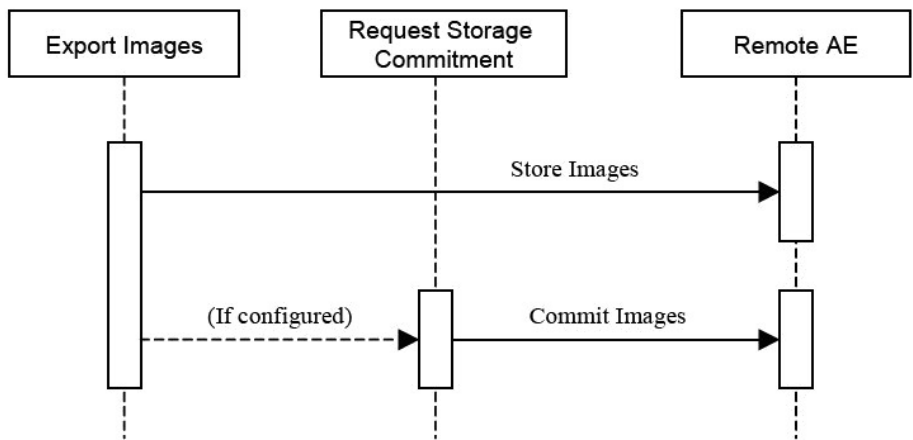 Export Images
Request Storage
Commitment
Remote AE
Store Images
(If configured)
Commit Images